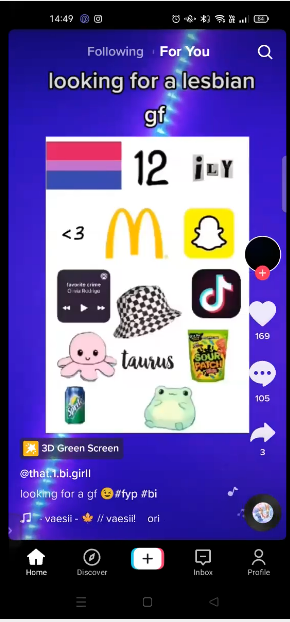 14:49
84
Following
For You
looking for a lesbian
gf
12
iLY
<3
favorite crime
Olivia Rodrigo
taurus
SOUR
PATCH
Sprite
169
105
3
3D Green Screen
@that.1.bi.girll
looking for a gf 😉#fyp #bi
· vaesii - 🍁 // vaesii! ori
Home
Discover
Inbox
Profile